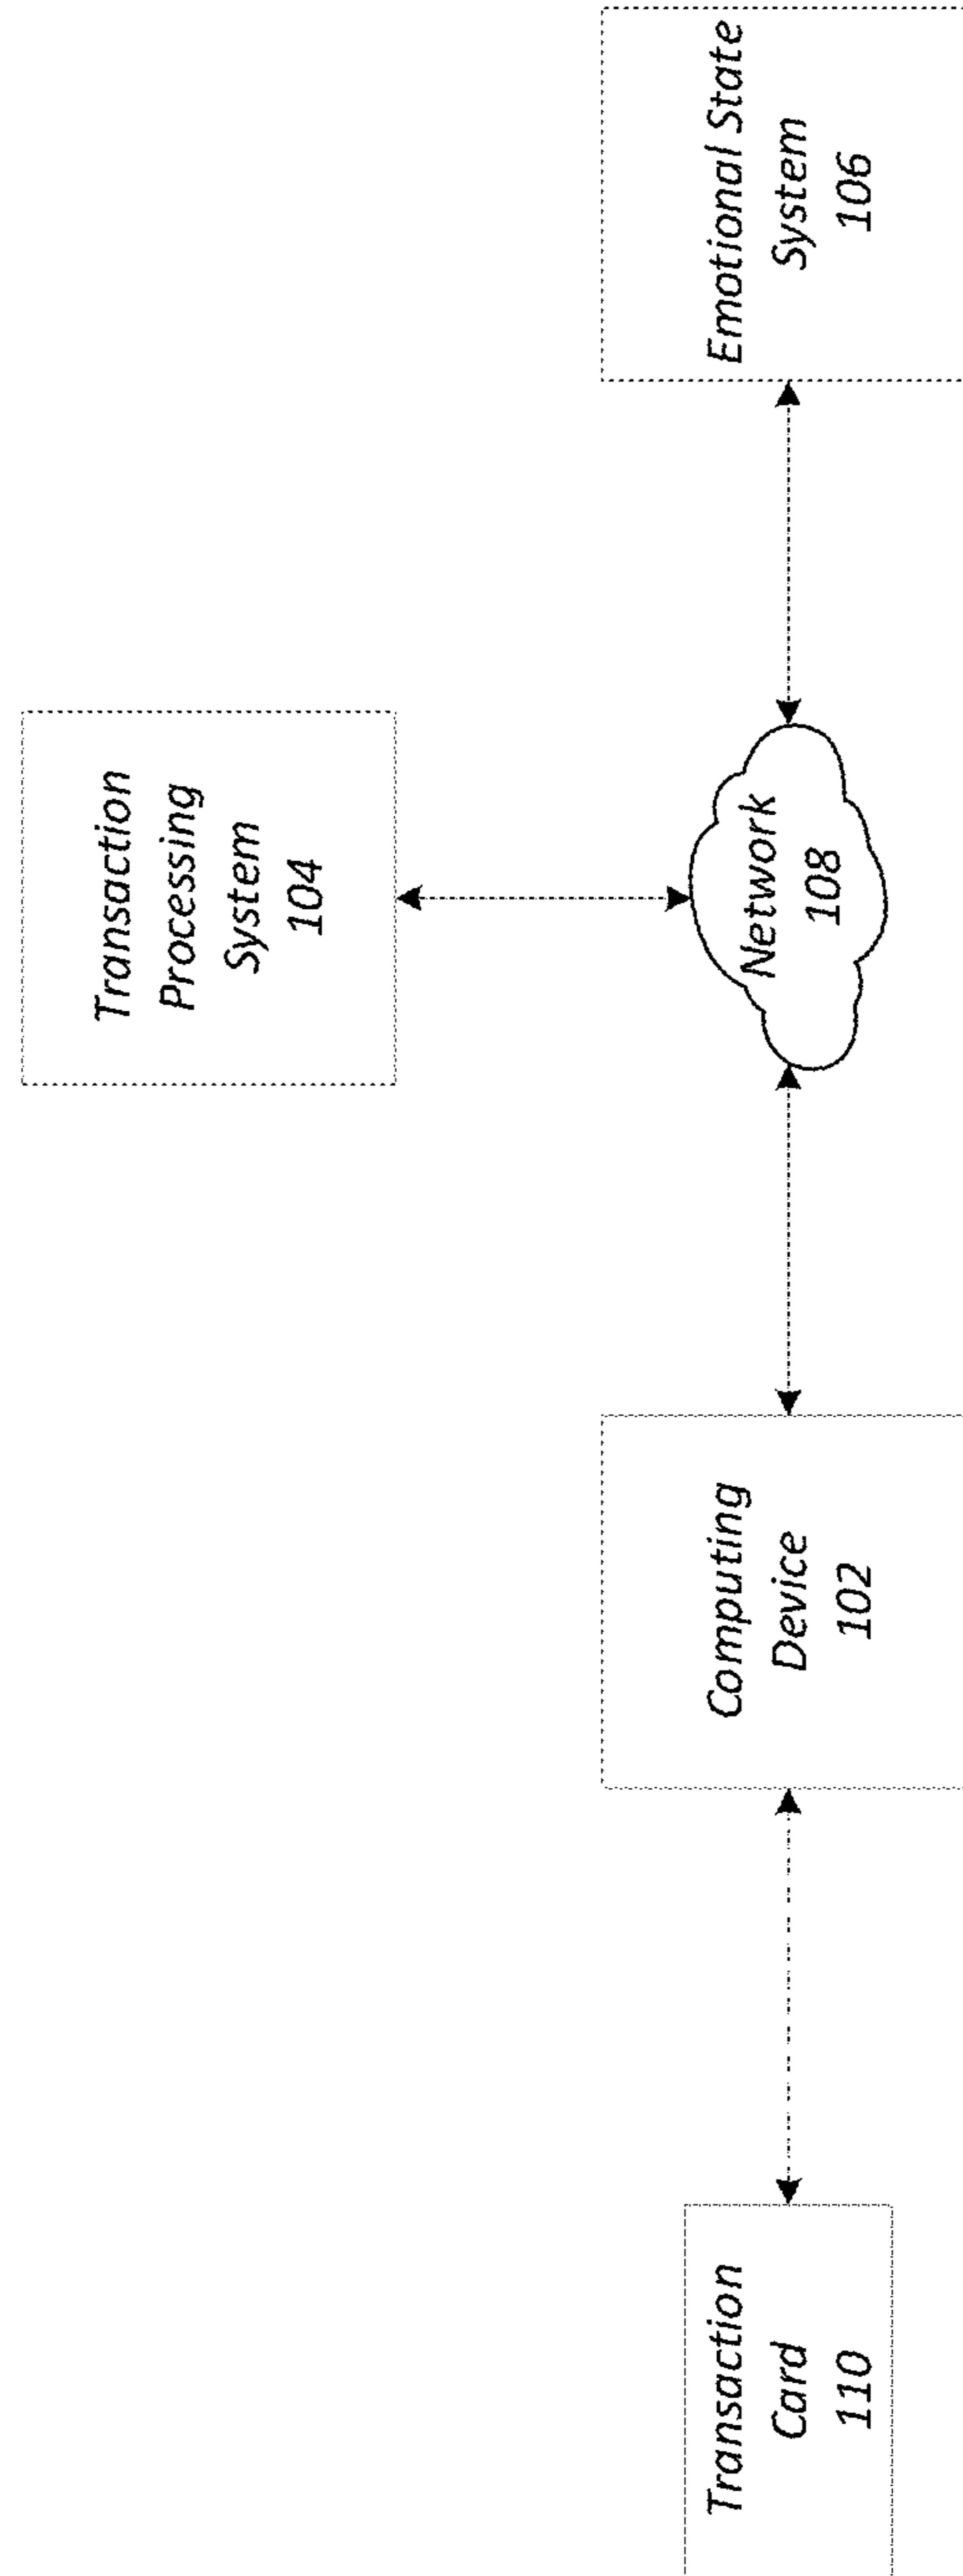 Transaction
Processing
System
104
Transaction
Card
110
Computing
Device
102
Network
108
Emotional State
System
106